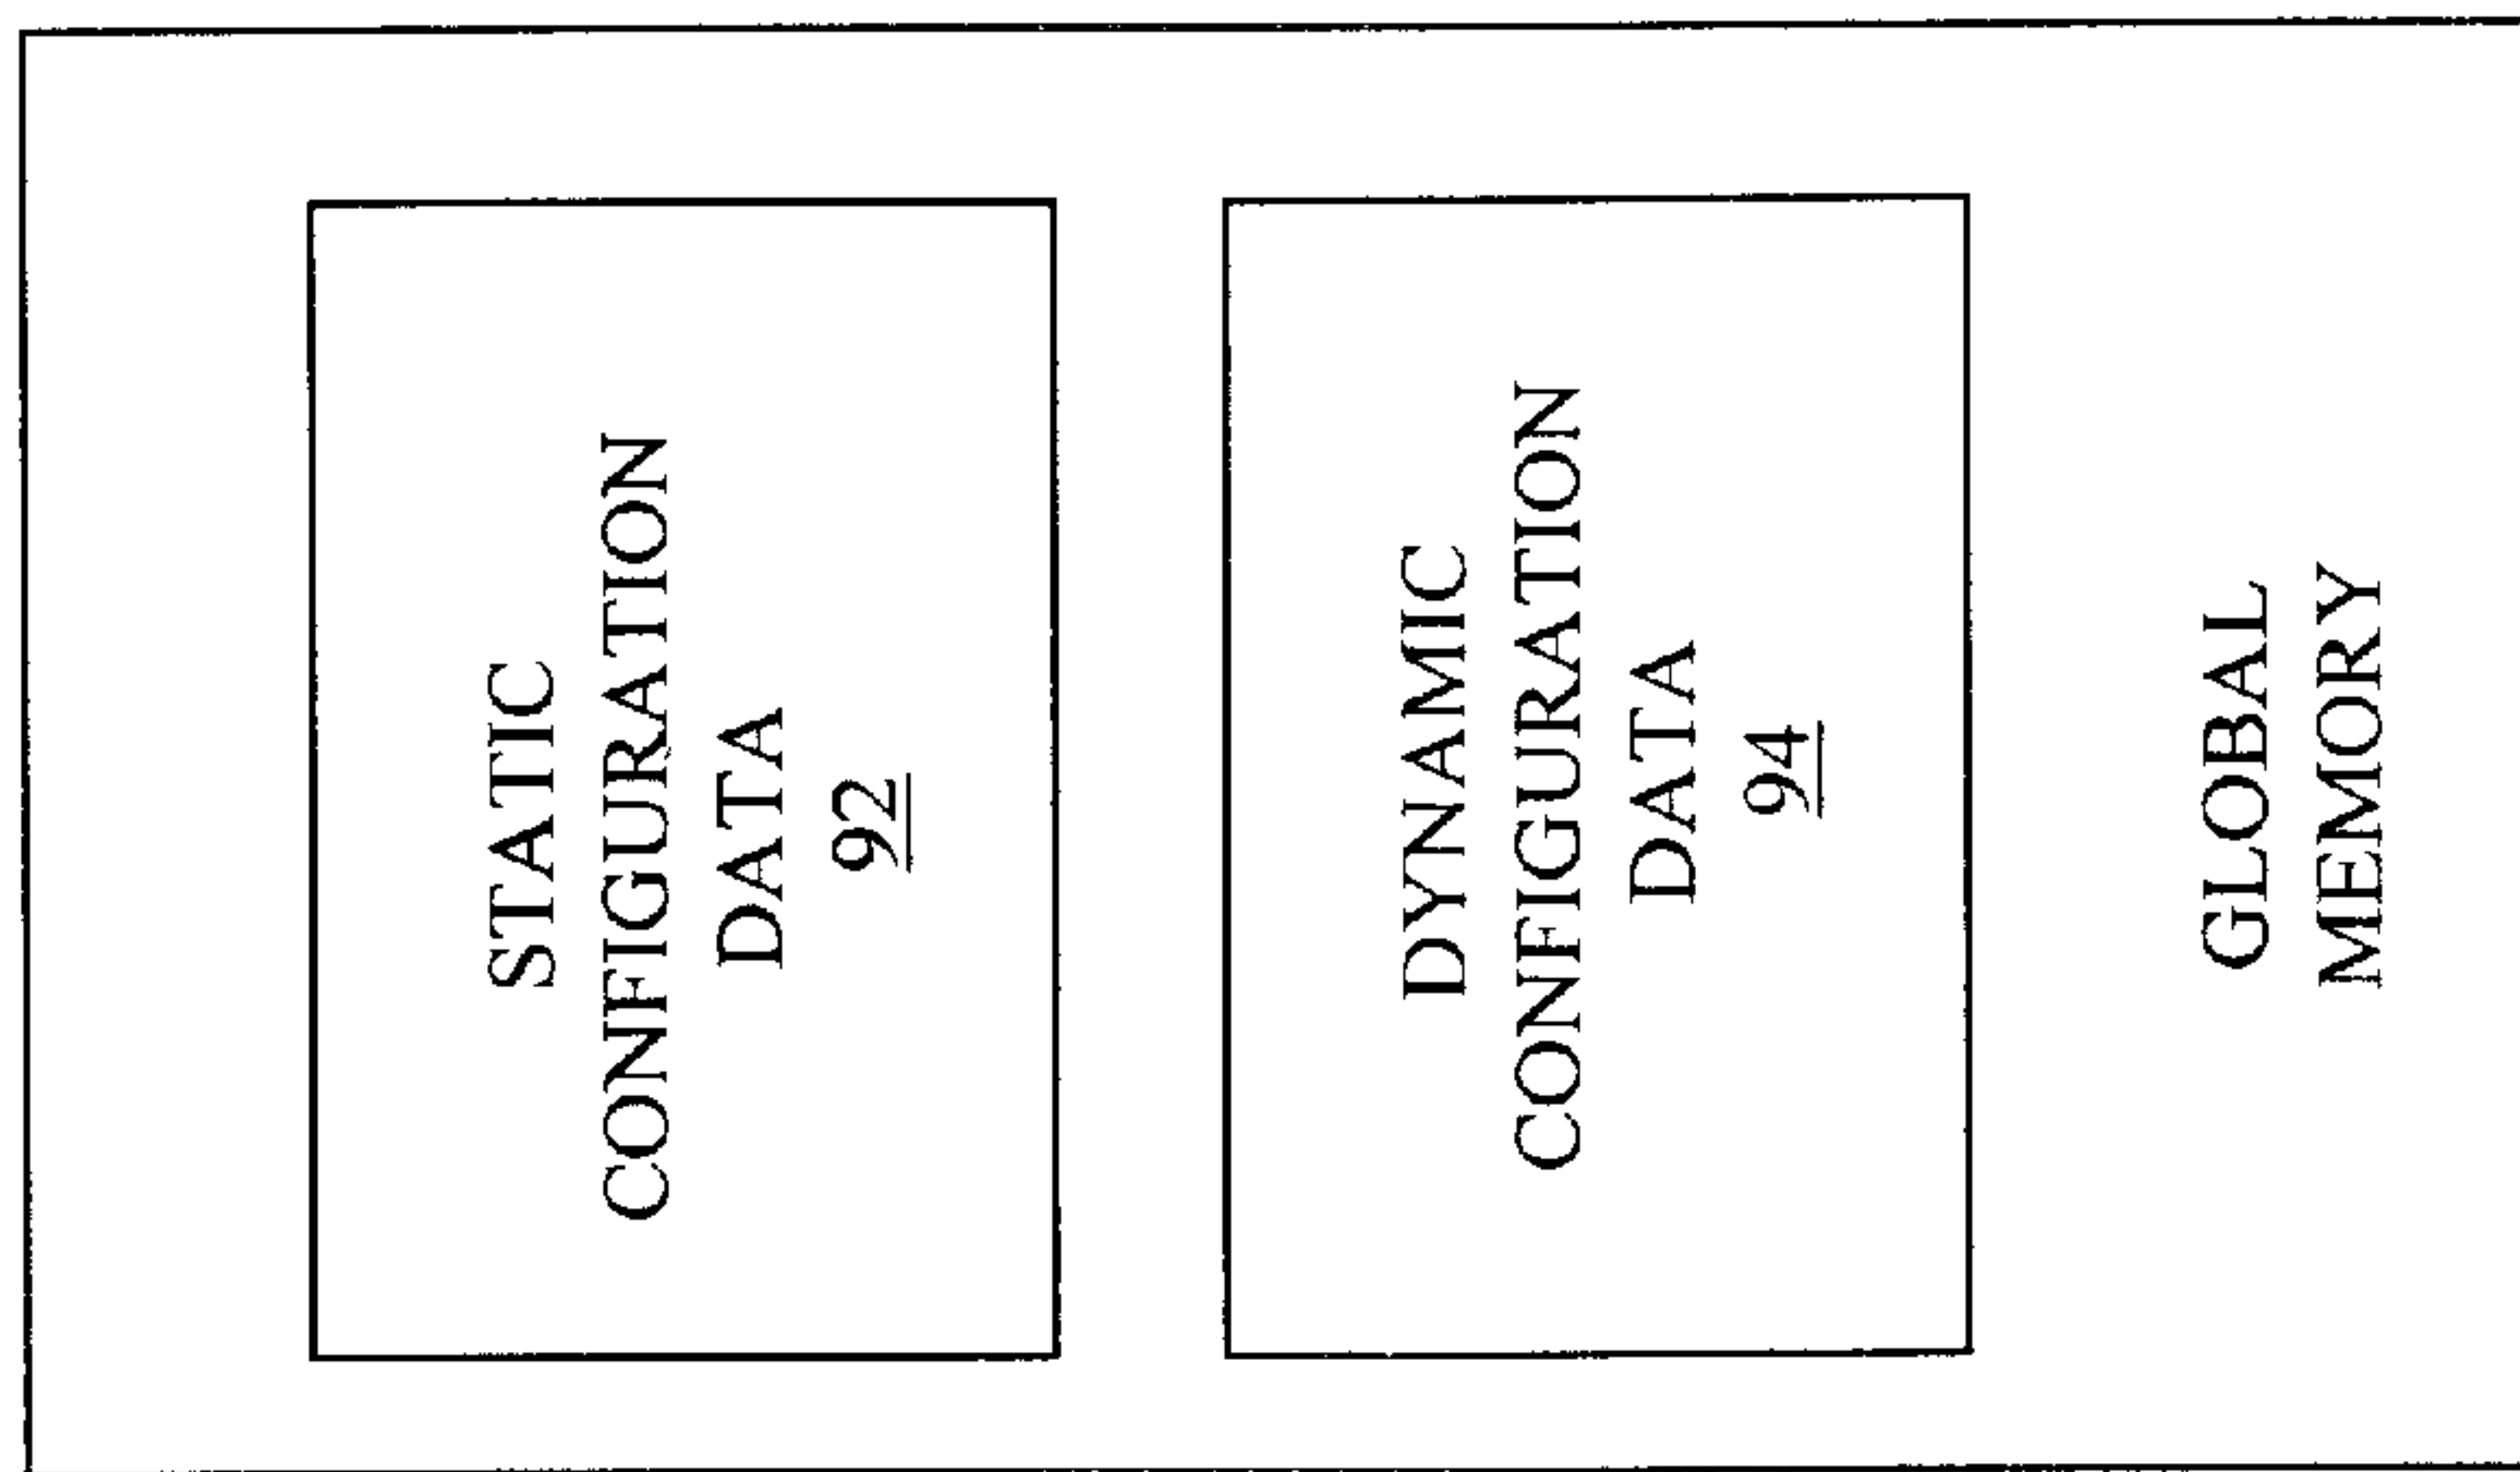 STATIC
CONFIGURATION
DATA
92
DYNAMIC
CONFIGURATION
DATA
94
GLOBAL
MEMORY